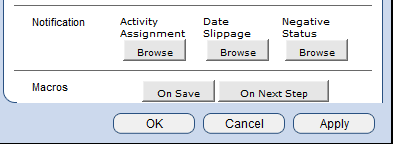 Notification
Activity Assignment
Date Slippage
Negative Status
Browse
Browse
Browse
Macros
On Save
On Next Step
OK
Cancel
Apply